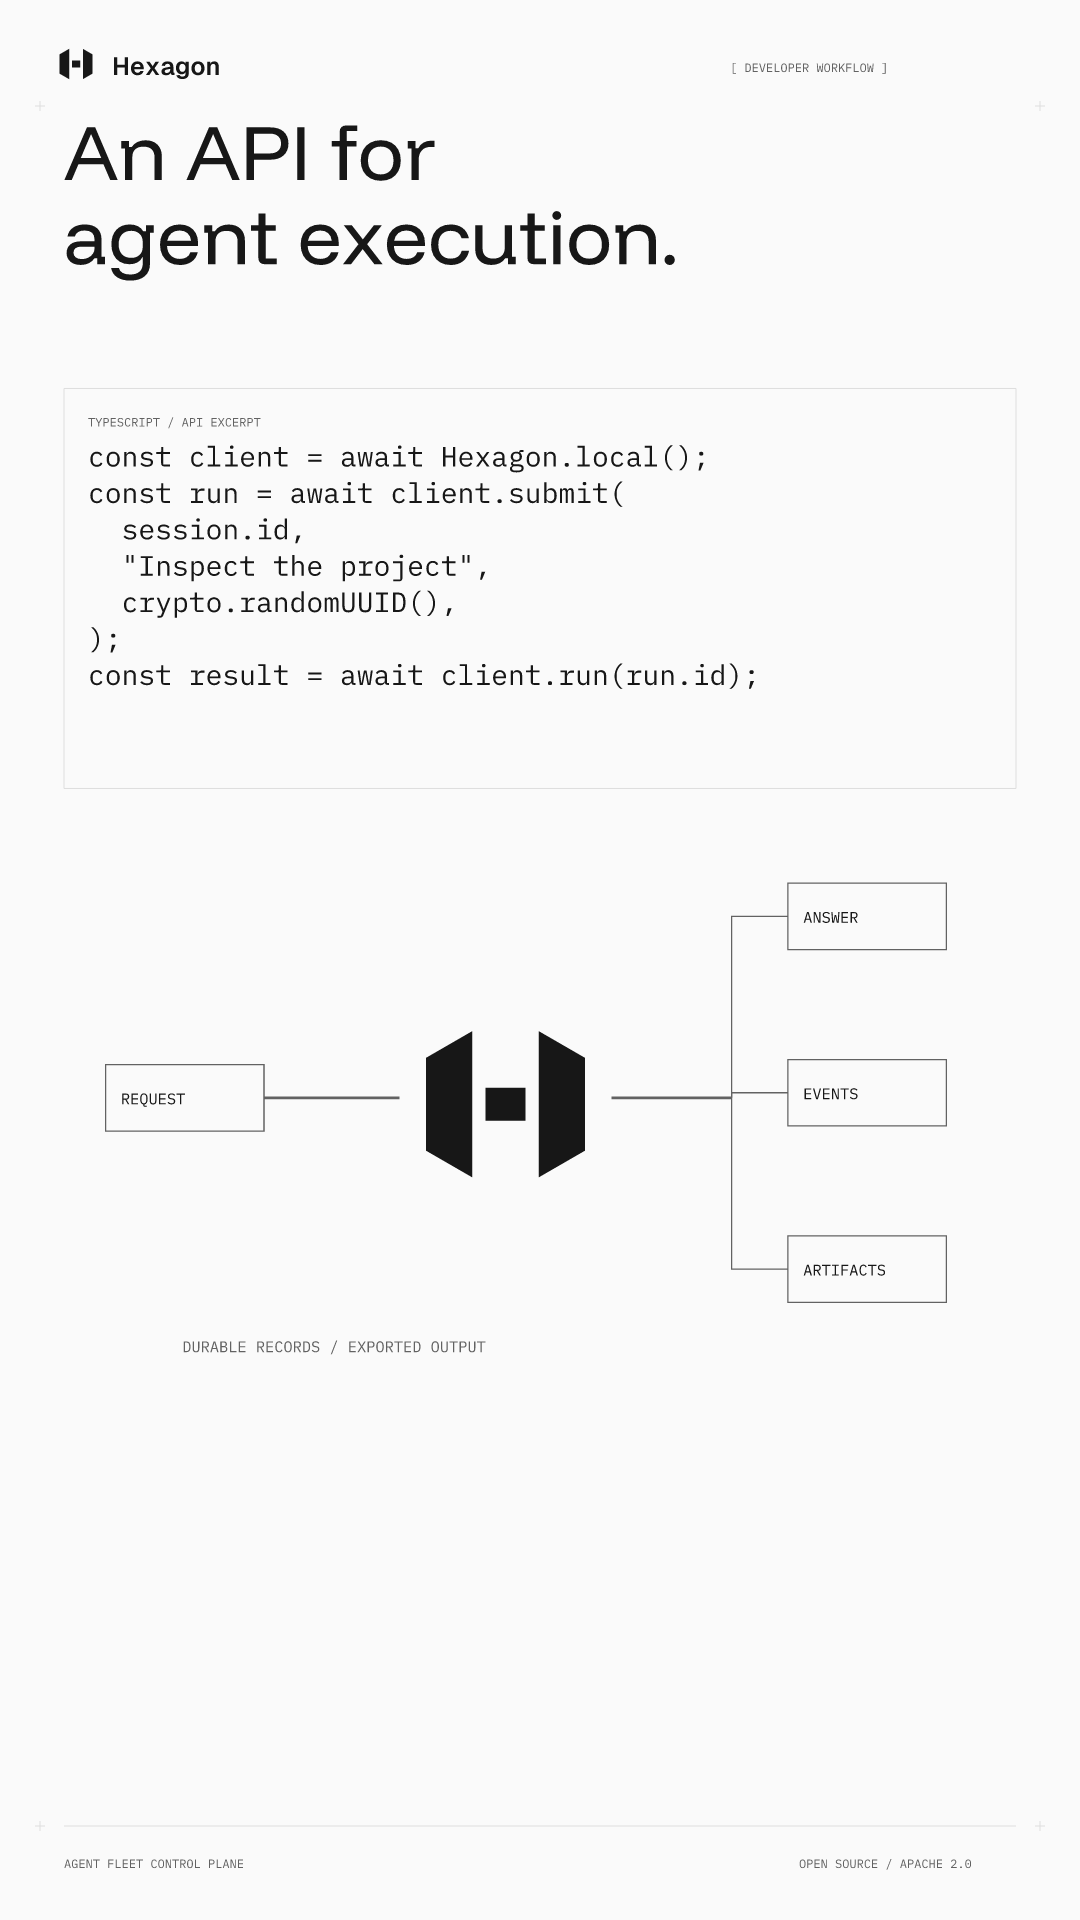 Hexagon
[ DEVELOPER WORKFLOW ]
An API for
agent execution.
TYPESCRIPT / API EXCERPT
const client = await Hexagon.local();
const run = await client.submit(
  session.id,
  "Inspect the project",
  crypto.randomUUID(),
);
const result = await client.run(run.id);
ANSWER
REQUEST
EVENTS
ARTIFACTS
DURABLE RECORDS / EXPORTED OUTPUT
AGENT FLEET CONTROL PLANE
OPEN SOURCE / APACHE 2.0